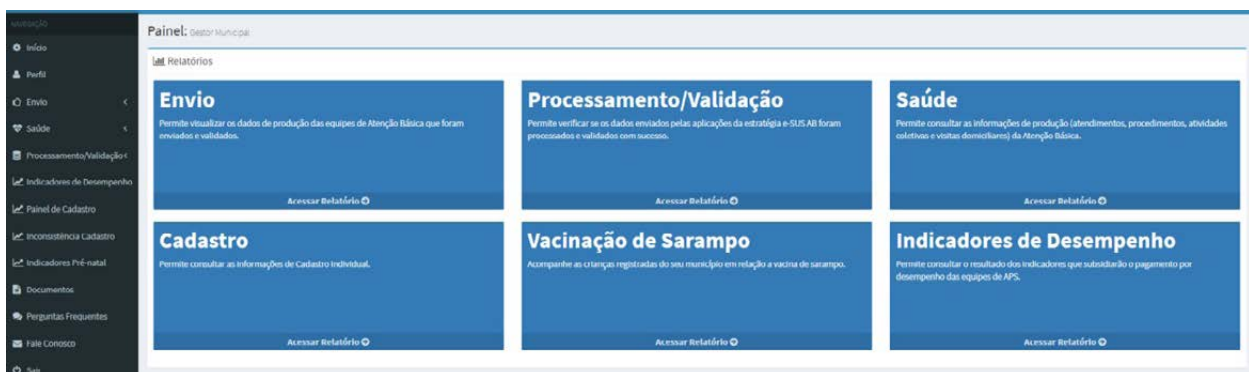 NAVEGAÇÃO
Início
Perfil
Envio
Saúde
Processamento/Validação
Indicadores de Desempenho
Painel de Cadastro
Inconsistência Cadastro
Indicadores Pré-natal
Documentos
Perguntas Frequentes
Fale Conosco
Sair
Painel: Gestor Municipal
Relatórios
Envio
Permite visualizar os dados de produção das equipes de Atenção Básica que foram
enviados e validados.
Acessar Relatório
Processamento/Validação
Permite verificar se os dados enviados pelas aplicações da estratégia e-SUS AB foram
processados e validados com sucesso.
Acessar Relatório
Saúde
Permite consultar as informações de produção (atendimentos, procedimentos, atividades
coletivas e visitas domiciliares) da Atenção Básica.
Acessar Relatório
Cadastro
Permite consultar as informações de Cadastro Individual.
Acessar Relatório
Vacinação de Sarampo
Acompanhe as crianças registradas do seu município em relação a vacina de sarampo.
Acessar Relatório
Indicadores de Desempenho
Permite consultar o resultado dos indicadores que subsidiarão o pagamento por
desempenho das equipes de APS.
Acessar Relatório